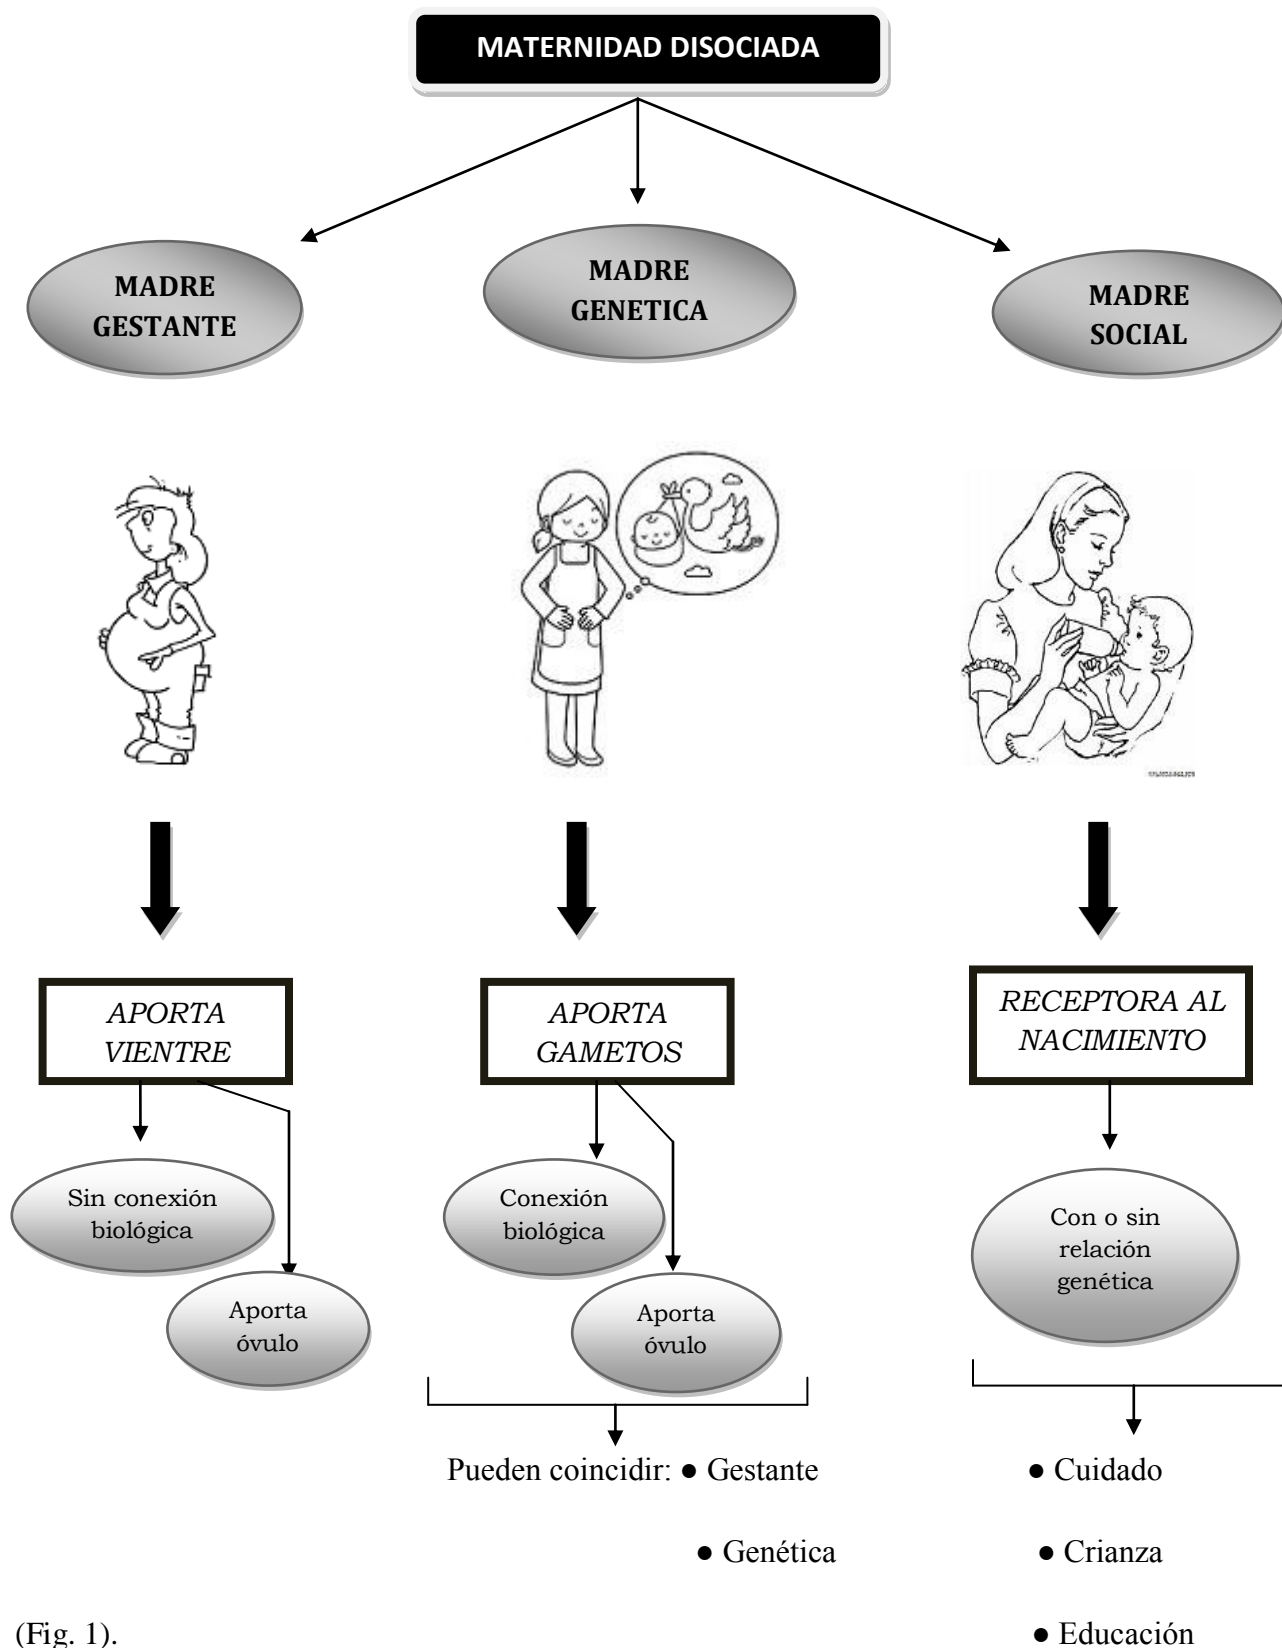 MATERNIDAD DISOCIADA
MADRE
GESTANTE
MADRE
GENETICA
MADRE
SOCIAL
APORTA
VIENTRE
APORTA
GAMETOS
RECEPTORA AL
NACIMIENTO
Sin conexión
biológica
Aporta
óvulo
Conexión
biológica
Aporta
óvulo
Con o sin
relación
genética
Pueden coincidir: ● Gestante
● Genética
● Cuidado
● Crianza
● Educación
(Fig. 1).